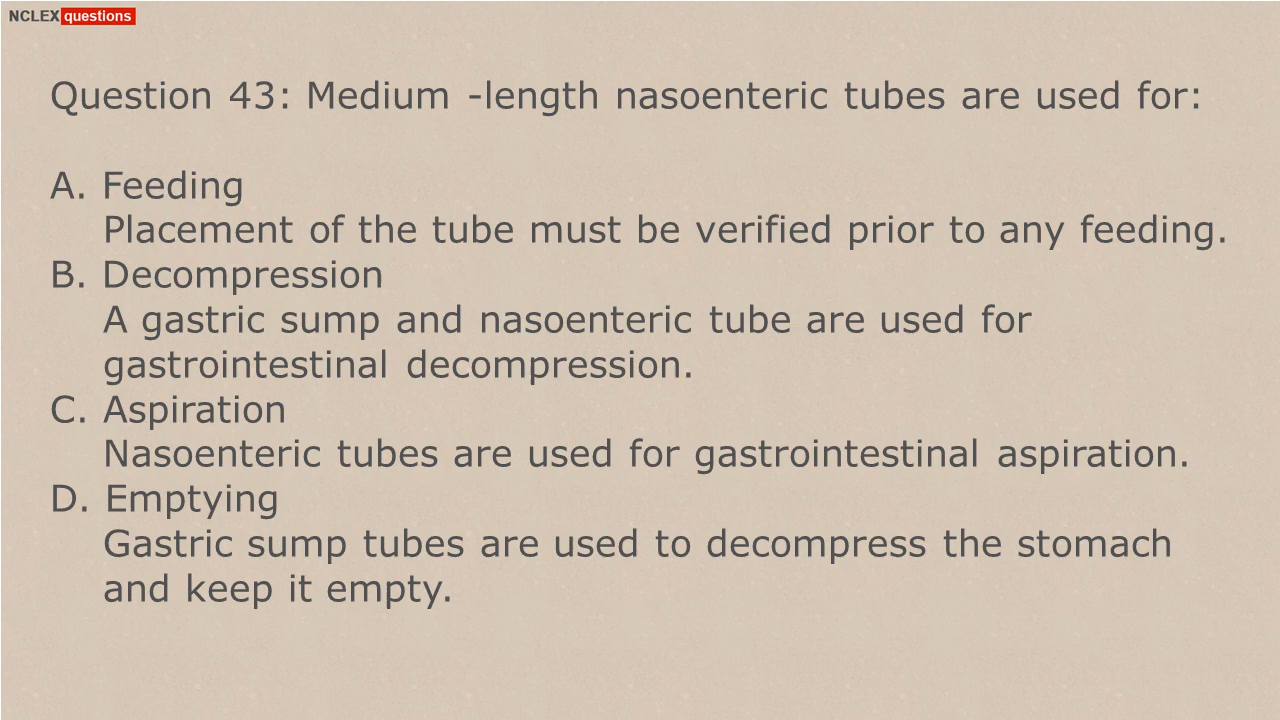 NCLEX questions
Question 43: Medium -length nasoenteric tubes are used for:
A. Feeding
Placement of the tube must be verified prior to any feeding.
B. Decompression
A gastric sump and nasoenteric tube are used for
gastrointestinal decompression.
C. Aspiration
Nasoenteric tubes are used for gastrointestinal aspiration.
D. Emptying
Gastric sump tubes are used to decompress the stomach
and keep it empty.